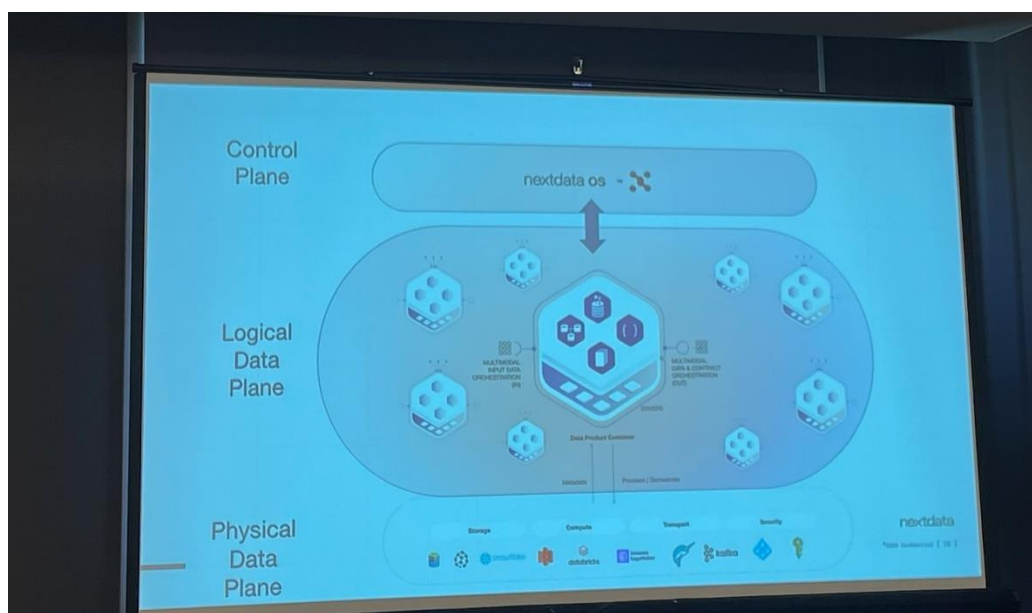 Control
Plane
nextdata os
Logical
Data
Plane
MULTIMODAL
INPUT DATA
ORCHESTRATION
(IN)
MULTIMODAL
DATA & CONTRACT
ORCHESTRATION
(OUT)
Data Product Container
Metadata
Physical
Data
Plane
Storage
Compute
Transport
Security
snowflake
databricks
kafka
nextdata